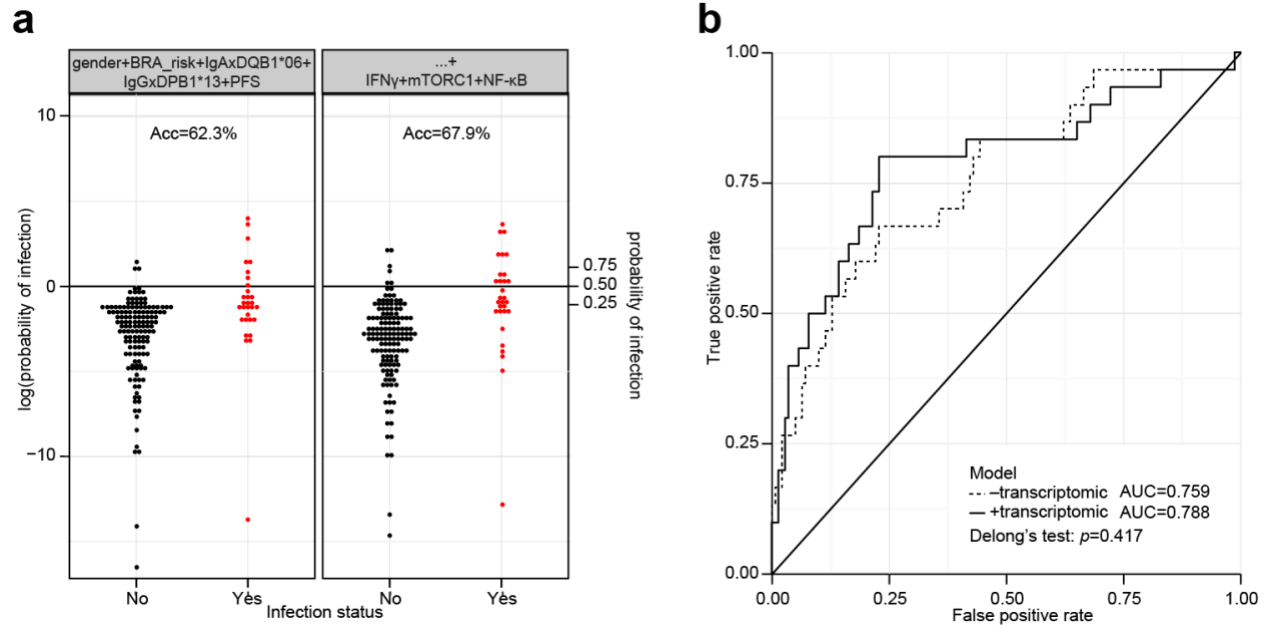 a
gender+BRA_risk+IgAxDQB1*06+
IgGxDPB1*13+PFS
...+
IFNγ+mTORC1+NF-κB
Acc=62.3%
Acc=67.9%
10
0
−10
log(probability of infection)
0.75
0.50
0.25
probability of infection
No
Yes
No
Yes
Infection status
b
1.00
0.75
0.50
0.25
0.00
True positive rate
Model
–transcriptomic AUC=0.759
+transcriptomic AUC=0.788
Delong's test: p=0.417
0.00
0.25
0.50
0.75
1.00
False positive rate